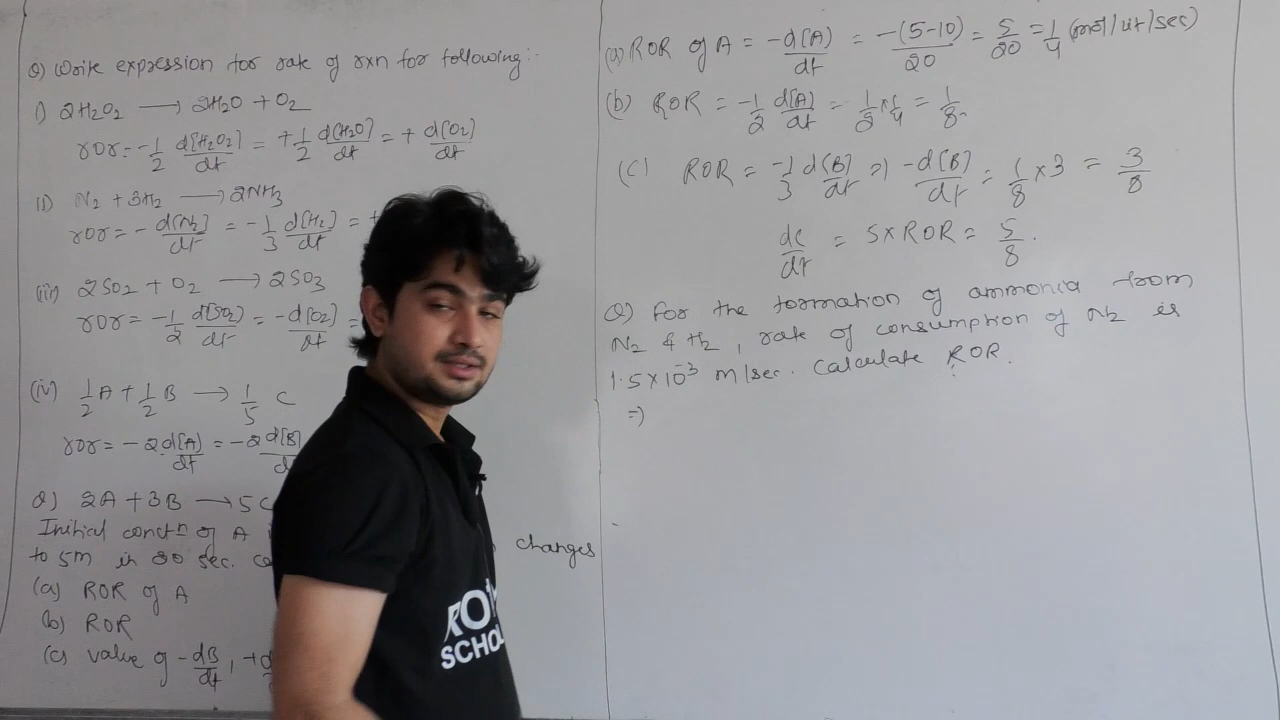 Q) Write expression for rate of rxn for following:-
i) 2H2O2 ⟶ 2H2O + O2
ror = -1/2 d[H2O2]/dt = +1/2 d[H2O]/dt = + d[O2]/dt
ii) N2 + 3H2 ⟶ 2NH3
ror = - d[N2]/dt = -1/3 d[H2]/dt = +
(iii) 2SO2 + O2 ⟶ 2SO3
ror = -1/2 d[SO2]/dt = - d[O2]/dt =
(iv) 1/2 A + 1/2 B ⟶ 1/5 C
ror = -2 d[A]/dt = -2 d[B]
Q) 2A + 3B ⟶ 5C
Initial conctn of A changes
to 5m in 20 sec.
(a) ROR of A
(b) ROR
(c) value of -dB/dt , +d
(a) ROR of A = -d[A]/dt = -(5-10)/20 = 5/20 = 1/4 (mol/lit/sec)
(b) ROR = -1/2 d[A]/dt = 1/2 × 1/4 = 1/8.
(c) ROR = -1/3 d[B]/dt ⇒ -d[B]/dt = 1/8 × 3 = 3/8
dc/dt = 5 × ROR = 5/8.
Q) For the formation of ammonia from
N2 & H2, rate of consumption of N2 is
1.5 × 10^-3 m/sec. Calculate ROR.
⇒)
SCHO